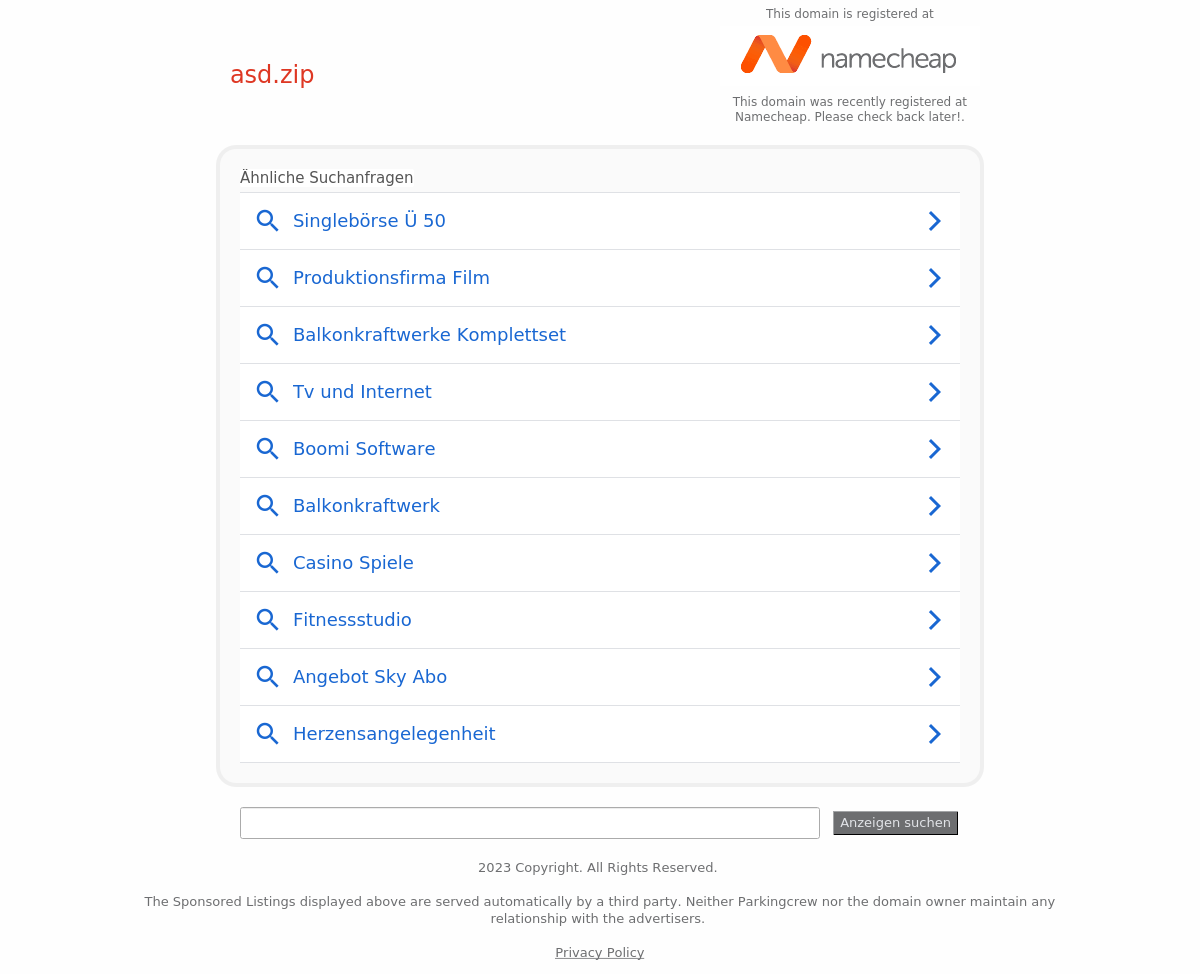 This domain is registered at
namecheap
asd.zip
This domain was recently registered at
Namecheap. Please check back later!.
Ähnliche Suchanfragen
Singlebörse Ü 50
Produktionsfirma Film
Balkonkraftwerke Komplettset
Tv und Internet
Boomi Software
Balkonkraftwerk
Casino Spiele
Fitnessstudio
Angebot Sky Abo
Herzensangelegenheit
Anzeigen suchen
2023 Copyright. All Rights Reserved.
The Sponsored Listings displayed above are served automatically by a third party. Neither Parkingcrew nor the domain owner maintain any
relationship with the advertisers.
Privacy Policy